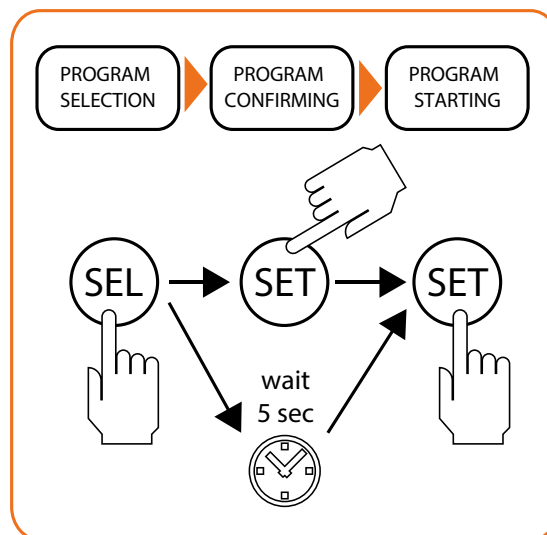 PROGRAM
SELECTION
PROGRAM
CONFIRMING
PROGRAM
STARTING
SEL
SET
SET
wait
5 sec